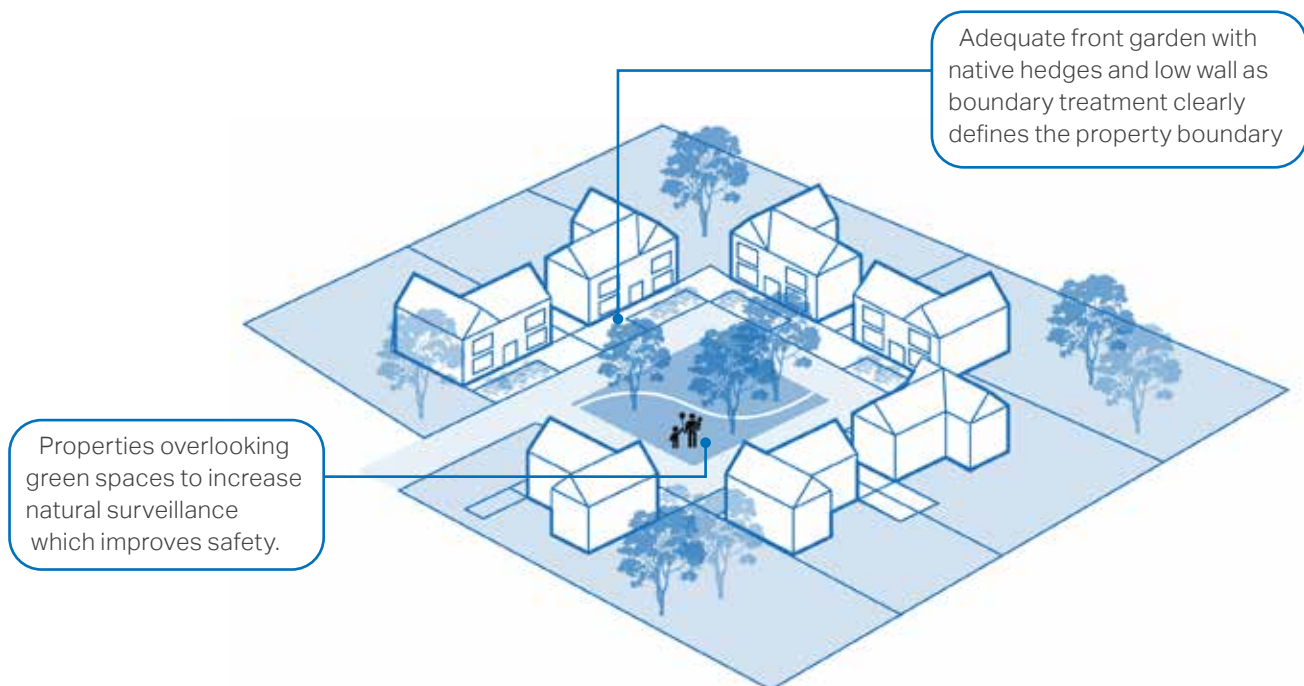 Adequate front garden with
native hedges and low wall as
boundary treatment clearly
defines the property boundary
Properties overlooking
green spaces to increase
natural surveillance
which improves safety.